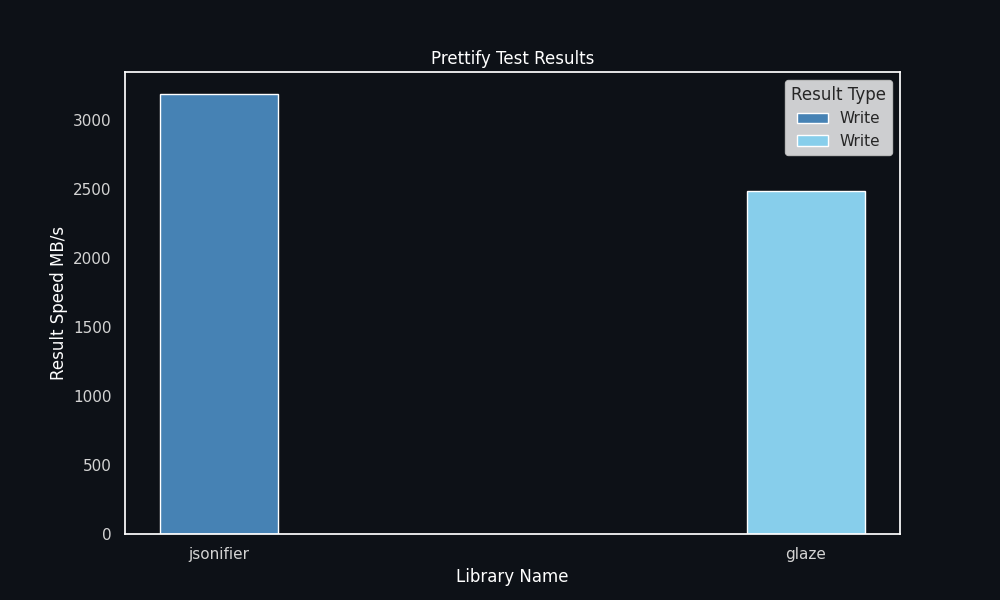 Prettify Test Results
Result Type
Write
Write
Result Speed MB/s
3000
2500
2000
1500
1000
500
0
jsonifier
glaze
Library Name